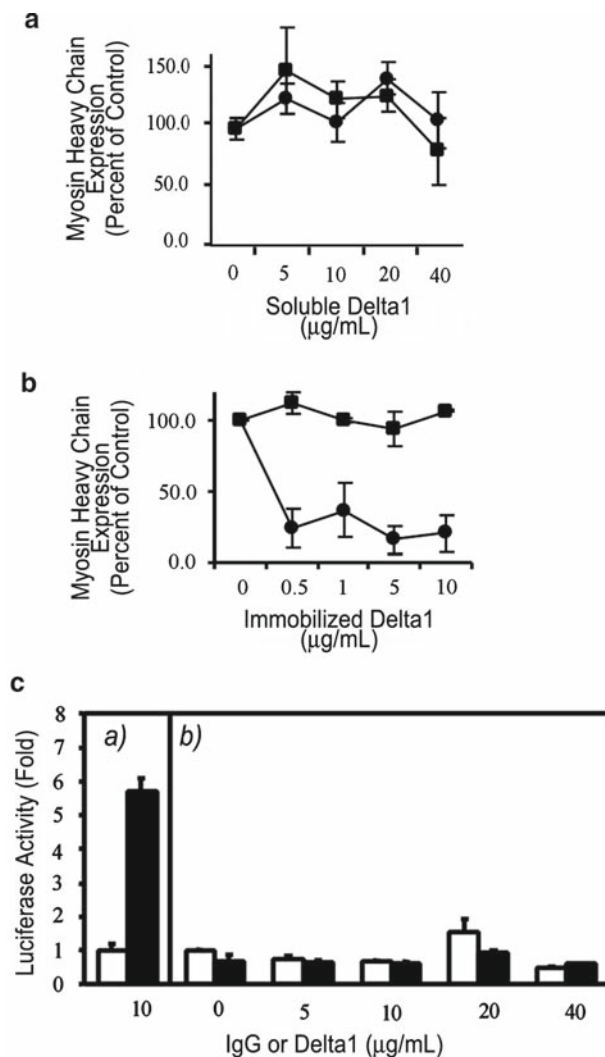 a
Myosin Heavy Chain
Expression
(Percent of Control)
150.0
100.0
50.0
0.0
0 5 10 20 40
Soluble Delta1
(µg/mL)
b
Myosin Heavy Chain
Expression
(Percent of Control)
100.0
50.0
0.0
0 0.5 1 5 10
Immobilized Delta1
(µg/mL)
c
Luciferase Activity (Fold)
8
7
6
5
4
3
2
1
0
a) b)
10 0 5 10 20 40
IgG or Delta1 (µg/mL)